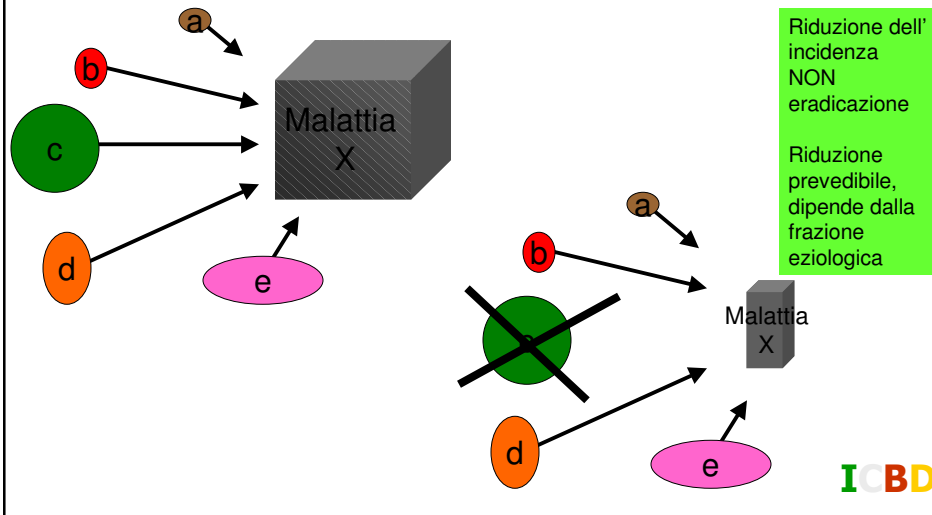 a
b
c
d
e
Malattia
X
Riduzione dell'
incidenza
NON
eradicazione
Riduzione
prevedibile,
dipende dalla
frazione
eziologica
a
b
d
e
Malattia
X
ICBD